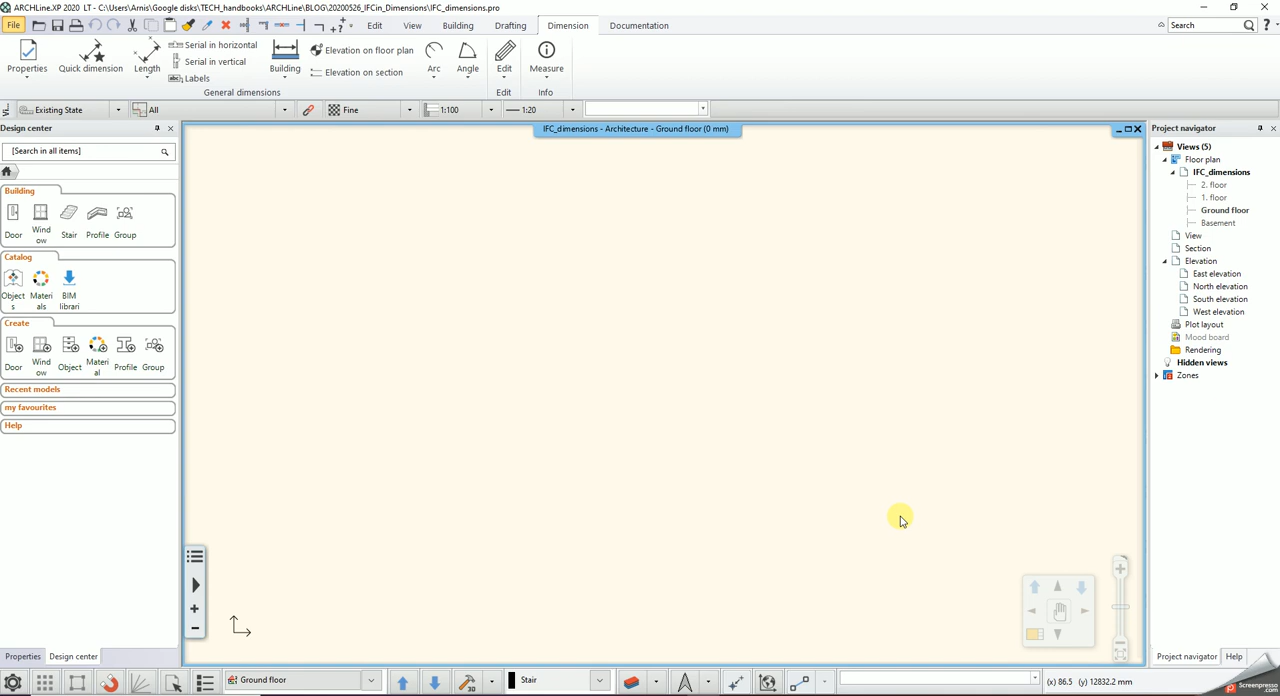 ARCHLine.XP 2020  LT - C:\Users\Arnis\Google disks\TECH_handbooks\ARCHLine\BLOG\20200526_IFCin_Dimensions\IFC_dimensions.pro
File
Edit View Building Drafting Dimension Documentation
Search
Properties
Quick dimension
Length
Serial in horizontal
Serial in vertical
Labels
Building
Elevation on floor plan
Elevation on section
Arc
Angle
Edit
Measure
General dimensions
Edit
Info
Existing State
All
Fine
1:100
1:20
Design center
[Search in all items]
Building
Door
Wind
ow
Stair
Profile
Group
Catalog
Object
s
Materi
als
BIM
librari
Create
Door
Wind
ow
Object
Materi
al
Profile
Group
Recent models
my favourites
Help
Properties
Design center
IFC_dimensions - Architecture - Ground floor (0 mm)
Project navigator
Views (5)
Floor plan
IFC_dimensions
2. floor
1. floor
Ground floor
Basement
View
Section
Elevation
East elevation
North elevation
South elevation
West elevation
Plot layout
Mood board
Rendering
Hidden views
Zones
Project navigator
Help
Ground floor
Stair
(x) 86.5  (y) 12832.2 mm
Screenpresso
.com